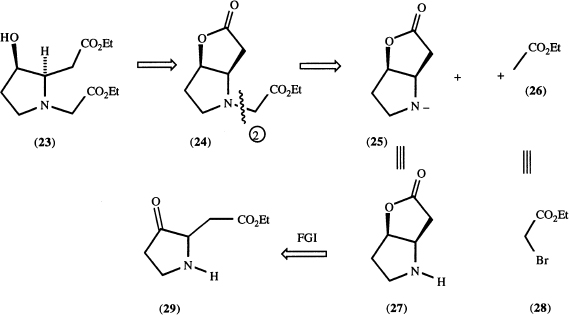 HO
H
CO₂Et
N
CO₂Et
(23)
O
O
N
CO₂Et
2
(24)
O
O
N
–
(25)
+
+
CO₂Et
(26)
O
CO₂Et
N
H
(29)
FGI
O
O
N
H
(27)
CO₂Et
Br
(28)